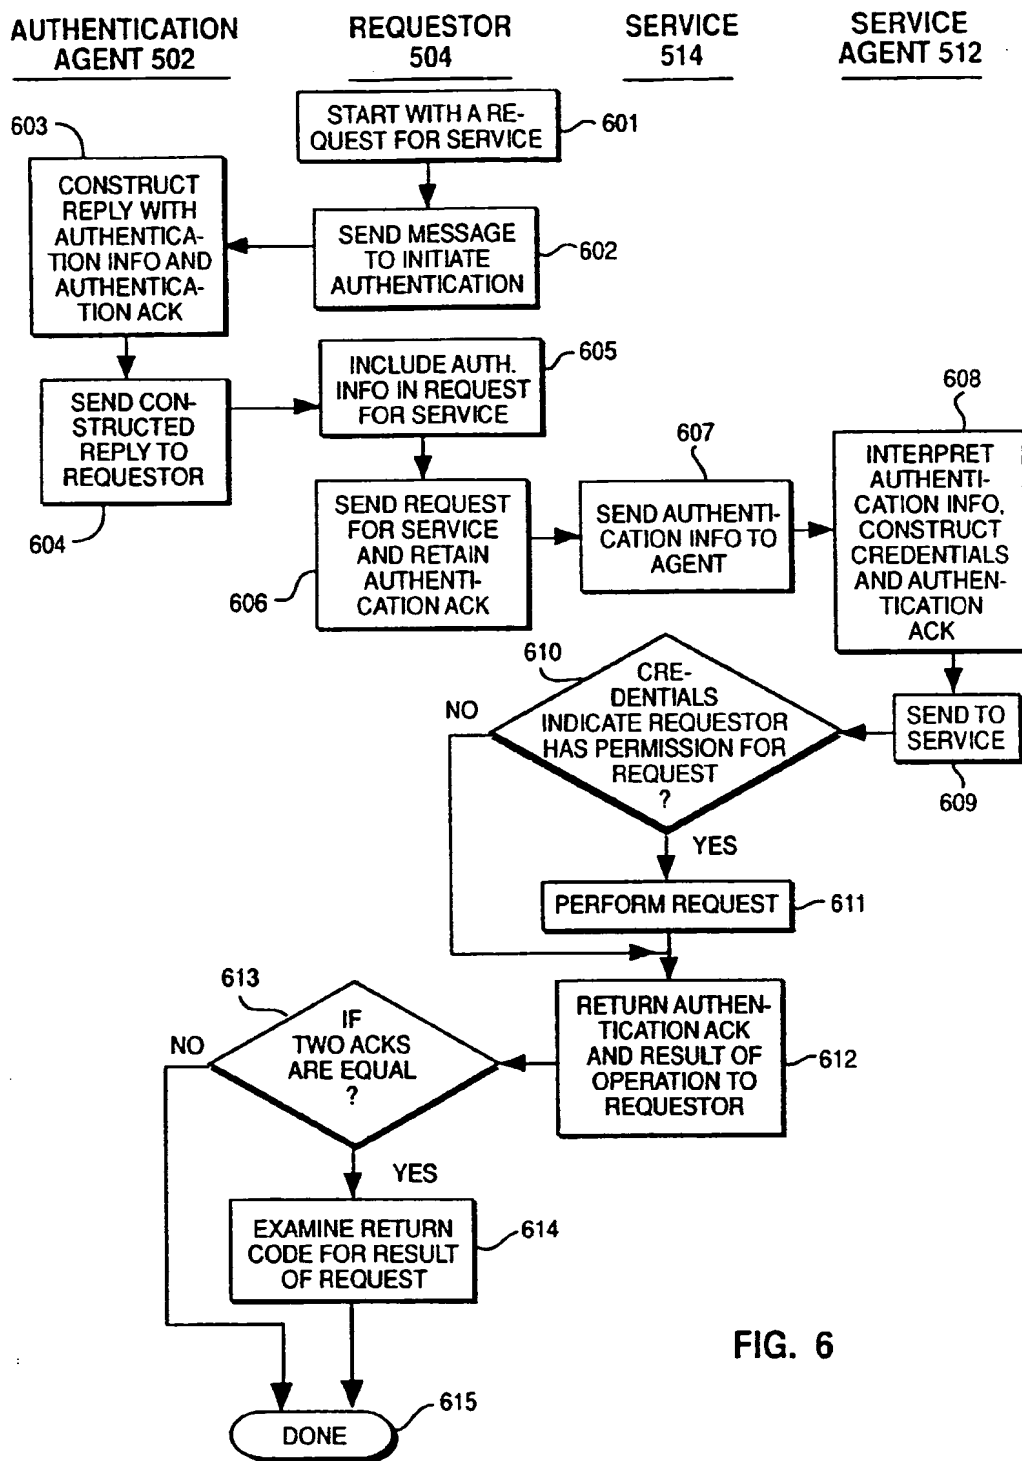 AUTHENTICATION
AGENT 502
REQUESTOR
504
SERVICE
514
SERVICE
AGENT 512
START WITH A RE-
QUEST FOR SERVICE
601
603
CONSTRUCT
REPLY WITH
AUTHENTICA-
TION INFO AND
AUTHENTICA-
TION ACK
SEND MESSAGE
TO INITIATE
AUTHENTICATION
602
SEND CON-
STRUCTED
REPLY TO
REQUESTOR
604
INCLUDE AUTH.
INFO IN REQUEST
FOR SERVICE
605
SEND REQUEST
FOR SERVICE
AND RETAIN
AUTHENTI-
CATION ACK
606
607
SEND AUTHENTI-
CATION INFO TO
AGENT
608
INTERPRET
AUTHENTI-
CATION INFO,
CONSTRUCT
CREDENTIALS
AND AUTHEN-
TICATION
ACK
SEND TO
SERVICE
609
610
CRE-
DENTIALS
INDICATE REQUESTOR
HAS PERMISSION FOR
REQUEST
?
NO
YES
PERFORM REQUEST
611
RETURN AUTHEN-
TICATION ACK
AND RESULT OF
OPERATION TO
REQUESTOR
612
613
IF
TWO ACKS
ARE EQUAL
?
NO
YES
EXAMINE RETURN
CODE FOR RESULT
OF REQUEST
614
DONE
615
FIG. 6